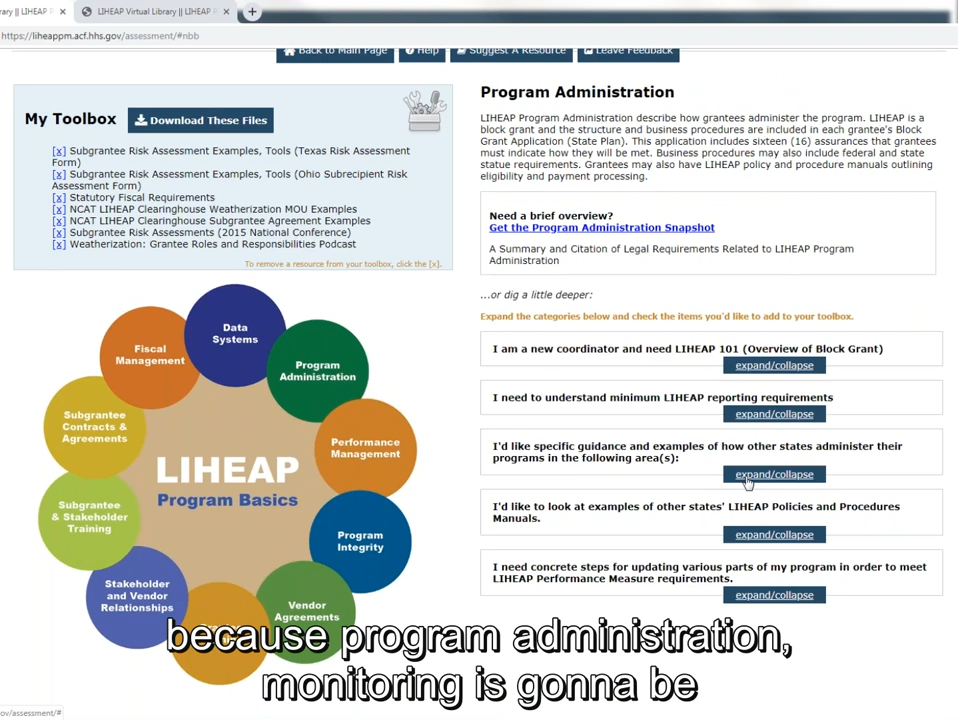 rary || LIHEAP
LIHEAP Virtual Library || LIHEAP P
https://liheappm.acf.hhs.gov/assessment/#nbb
Back to Main Page
Help
Suggest A Resource
Leave Feedback
My Toolbox
Download These Files
[x] Subgrantee Risk Assessment Examples, Tools (Texas Risk Assessment
Form)
[x] Subgrantee Risk Assessment Examples, Tools (Ohio Subrecipient Risk
Assessment Form)
[x] Statutory Fiscal Requirements
[x] NCAT LIHEAP Clearinghouse Weatherization MOU Examples
[x] NCAT LIHEAP Clearinghouse Subgrantee Agreement Examples
[x] Subgrantee Risk Assessments (2015 National Conference)
[x] Weatherization: Grantee Roles and Responsibilities Podcast
To remove a resource from your toolbox, click the [x].
Data
Systems
Program
Administration
Performance
Management
Program
Integrity
Vendor
Agreements
Stakeholder
and Vendor
Relationships
Subgrantee
& Stakeholder
Training
Subgrantee
Contracts &
Agreements
Fiscal
Management
LIHEAP
Program Basics
Program Administration
LIHEAP Program Administration describe how grantees administer the program. LIHEAP is a
block grant and the structure and business procedures are included in each grantee's Block
Grant Application (State Plan). This application includes sixteen (16) assurances that grantees
must indicate how they will be met. Business procedures may also include federal and state
statue requirements. Grantees may also have LIHEAP policy and procedure manuals outlining
eligibility and payment processing.
Need a brief overview?
Get the Program Administration Snapshot
A Summary and Citation of Legal Requirements Related to LIHEAP Program
Administration
...or dig a little deeper:
Expand the categories below and check the items you'd like to add to your toolbox.
I am a new coordinator and need LIHEAP 101 (Overview of Block Grant)
expand/collapse
I need to understand minimum LIHEAP reporting requirements
expand/collapse
I'd like specific guidance and examples of how other states administer their
programs in the following area(s):
expand/collapse
I'd like to look at examples of other states' LIHEAP Policies and Procedures
Manuals.
expand/collapse
I need concrete steps for updating various parts of my program in order to meet
LIHEAP Performance Measure requirements.
expand/collapse
because program administration,
monitoring is gonna be
ov/assessment/#